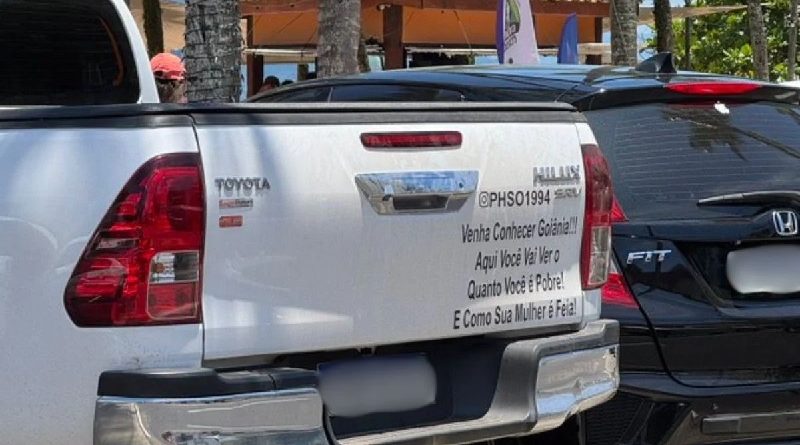 TOYOTA
HILUX
SRV
@PHSO1994
Venha Conhecer Goiânia!!!
Aqui Você Vai Ver o
Quanto Você é Pobre!
E Como Sua Mulher é Feia!
FIT